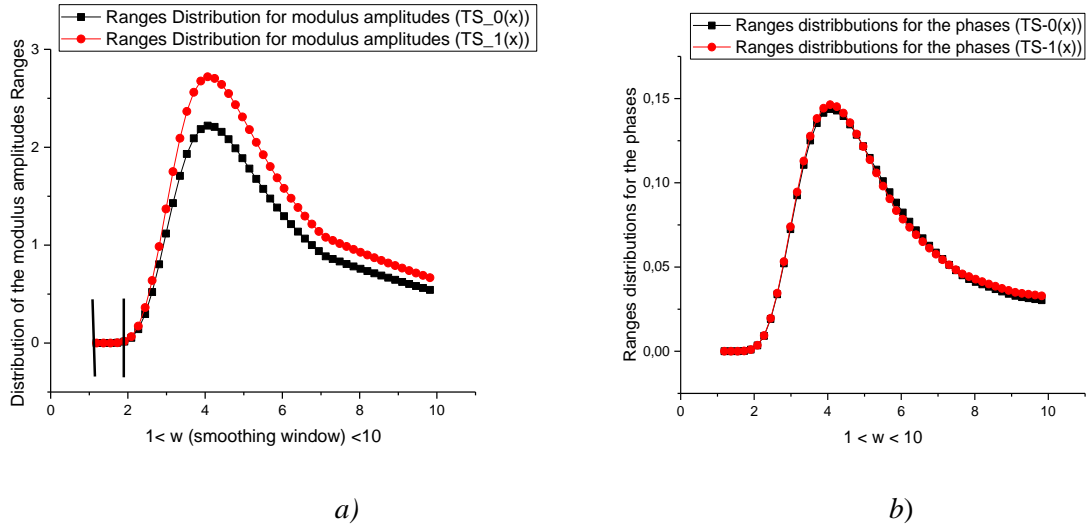 Ranges Distribution for modulus amplitudes (TS_0(x))
Ranges Distribution for modulus amplitudes (TS_1(x))
Distribution of the modulus amplitudes Ranges
3
2
1
0
0 2 4 6 8 10
1< w (smoothing window) <10
a)
Ranges distribbutions for the phases (TS-0(x))
Ranges distribbutions for the phases (TS-1(x))
Ranges distributions for the phases
0,15
0,10
0,05
0,00
0 2 4 6 8 10
1 < w < 10
b)